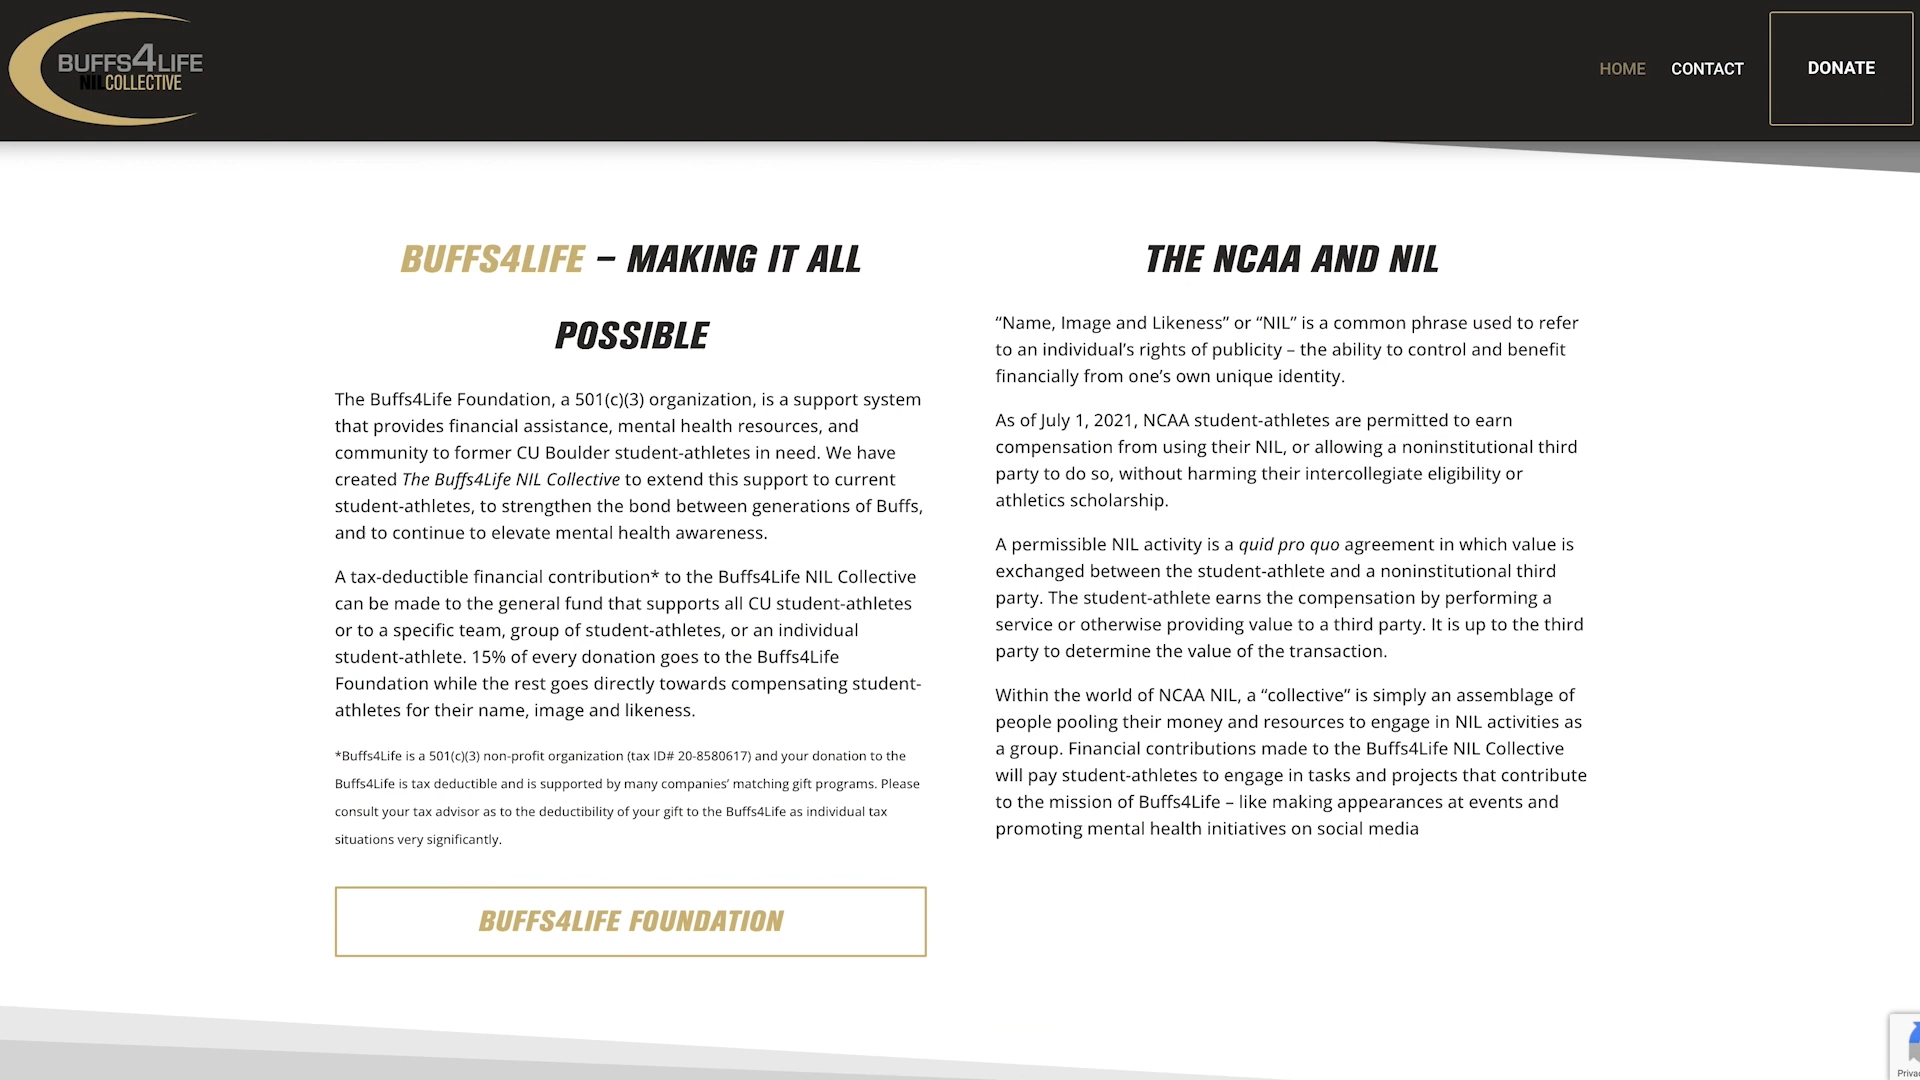 BUFFS4LIFE
NILCOLLECTIVE
HOME
CONTACT
DONATE
BUFFS4LIFE – MAKING IT ALL
POSSIBLE
The Buffs4Life Foundation, a 501(c)(3) organization, is a support system
that provides financial assistance, mental health resources, and
community to former CU Boulder student-athletes in need. We have
created The Buffs4Life NIL Collective to extend this support to current
student-athletes, to strengthen the bond between generations of Buffs,
and to continue to elevate mental health awareness.
A tax-deductible financial contribution* to the Buffs4Life NIL Collective
can be made to the general fund that supports all CU student-athletes
or to a specific team, group of student-athletes, or an individual
student-athlete. 15% of every donation goes to the Buffs4Life
Foundation while the rest goes directly towards compensating student-
athletes for their name, image and likeness.
*Buffs4Life is a 501(c)(3) non-profit organization (tax ID# 20-8580617) and your donation to the
Buffs4Life is tax deductible and is supported by many companies’ matching gift programs. Please
consult your tax advisor as to the deductibility of your gift to the Buffs4Life as individual tax
situations very significantly.
BUFFS4LIFE FOUNDATION
THE NCAA AND NIL
“Name, Image and Likeness” or “NIL” is a common phrase used to refer
to an individual’s rights of publicity – the ability to control and benefit
financially from one’s own unique identity.
As of July 1, 2021, NCAA student-athletes are permitted to earn
compensation from using their NIL, or allowing a noninstitutional third
party to do so, without harming their intercollegiate eligibility or
athletics scholarship.
A permissible NIL activity is a quid pro quo agreement in which value is
exchanged between the student-athlete and a noninstitutional third
party. The student-athlete earns the compensation by performing a
service or otherwise providing value to a third party. It is up to the third
party to determine the value of the transaction.
Within the world of NCAA NIL, a “collective” is simply an assemblage of
people pooling their money and resources to engage in NIL activities as
a group. Financial contributions made to the Buffs4Life NIL Collective
will pay student-athletes to engage in tasks and projects that contribute
to the mission of Buffs4Life – like making appearances at events and
promoting mental health initiatives on social media